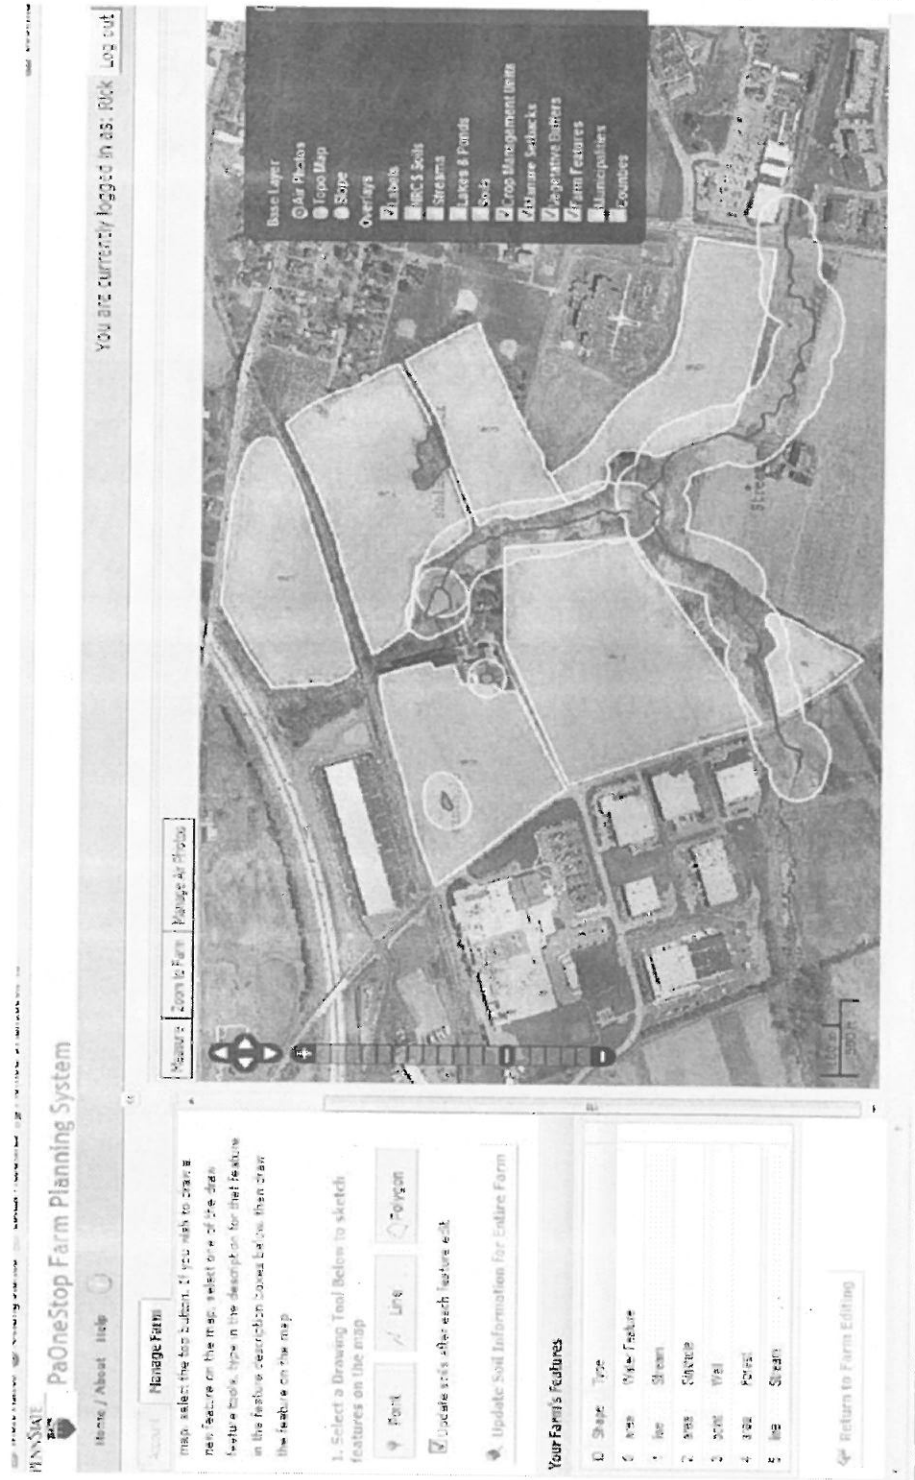 PENNSTATE
PaOneStop Farm Planning System
You are currently logged in as: Rick Log out
Home / About Help
Manage Farm
map, select the top button. If you wish to draw a
new feature on the map, select one of the draw
feature tools, type in the description for that feature
in the feature description boxes below, then draw
the feature on the map
1. Select a Drawing Tool Below to sketch
features on the map
Point Line Polygon
Update soils after each feature edit
Update Soil Information for Entire Farm
Your Farm's Features
ID Shape Type
0 area Water Feature
1 line Stream
2 area Sinkhole
3 point Well
4 area Forest
5 line Stream
Return to Farm Editing
Measure Zoom to Farm Manage Air Photos
Base Layer
Air Photos
Topo Map
Slope
Overlays
Labels
NRCS Soils
Streams
Lakes & Ponds
Soils
Crop Management Units
Manure Setbacks
Vegetative Buffers
Farm Features
Municipalities
Counties
Stream